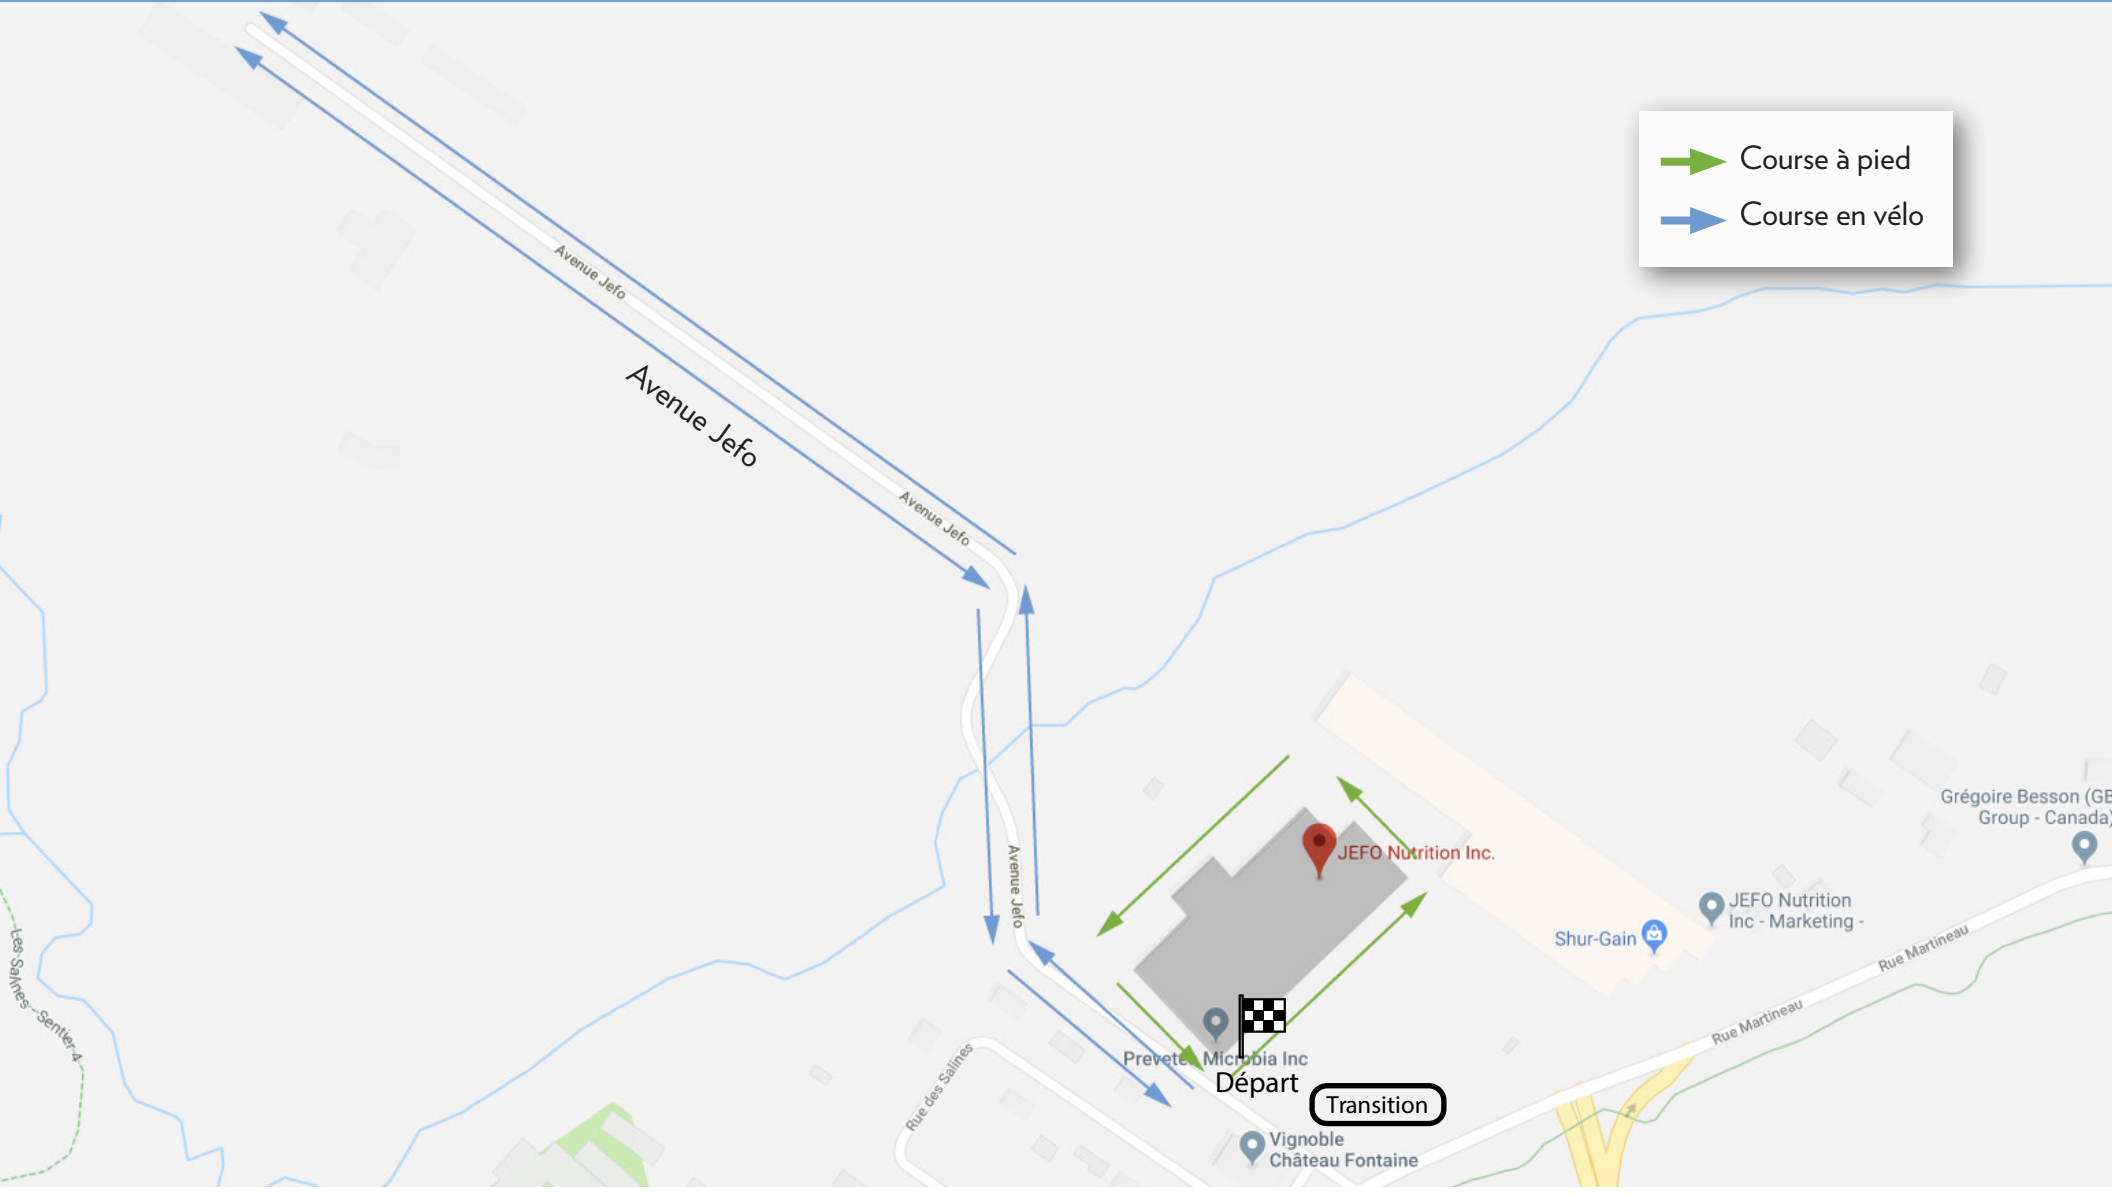 Course à pied
Course en vélo
Avenue Jefo
Avenue Jefo
Avenue Jefo
Avenue Jefo
JEFO Nutrition Inc.
Grégoire Besson (GB
Group - Canada)
JEFO Nutrition
Inc - Marketing -
Shur-Gain
Rue Martineau
Rue Martineau
Les Salines - Sentier 4
Rue des Salines
Prevetec Microbia Inc
Départ
Transition
Vignoble
Château Fontaine